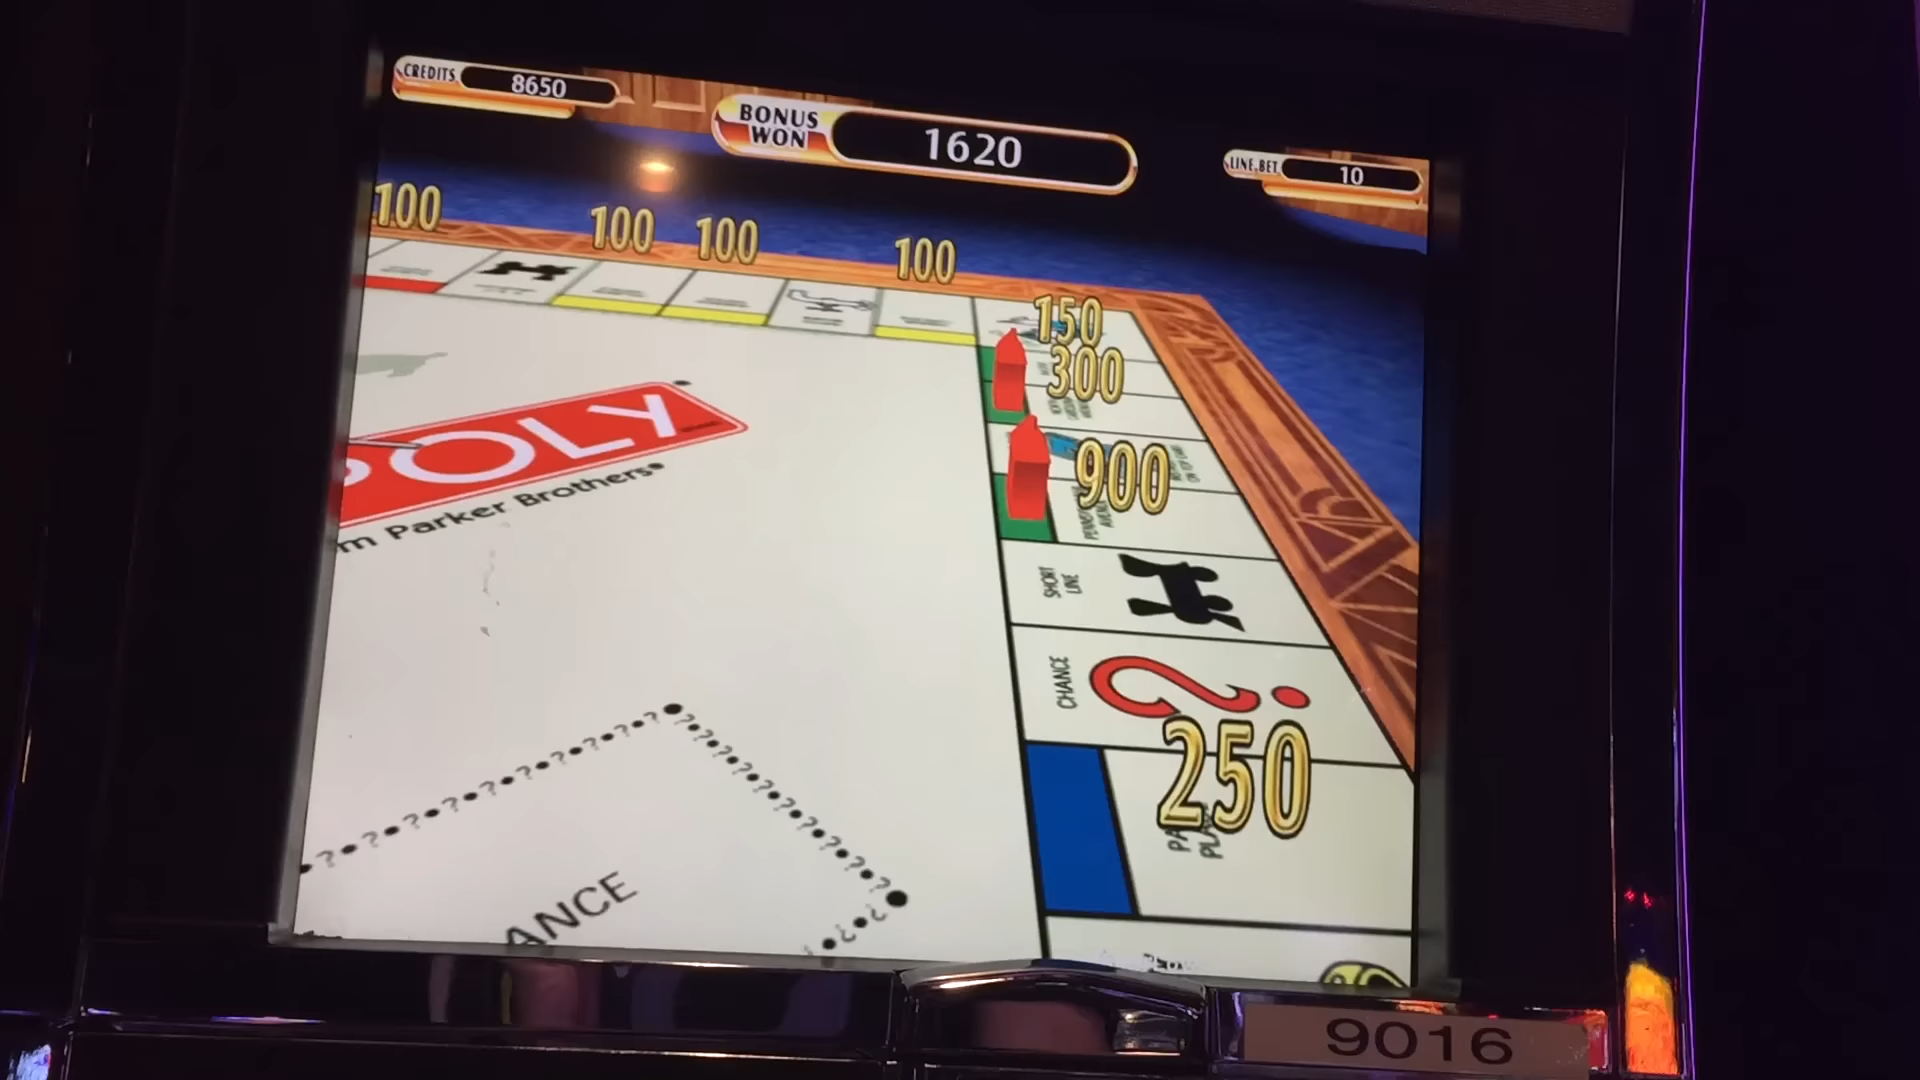 CREDITS 8650
BONUS WON 1620
LINE BET 10
100 100 100 100
150
300
900
POLY
m Parker Brothers
SHORT LINE
CHANCE
250
ANCE
9016